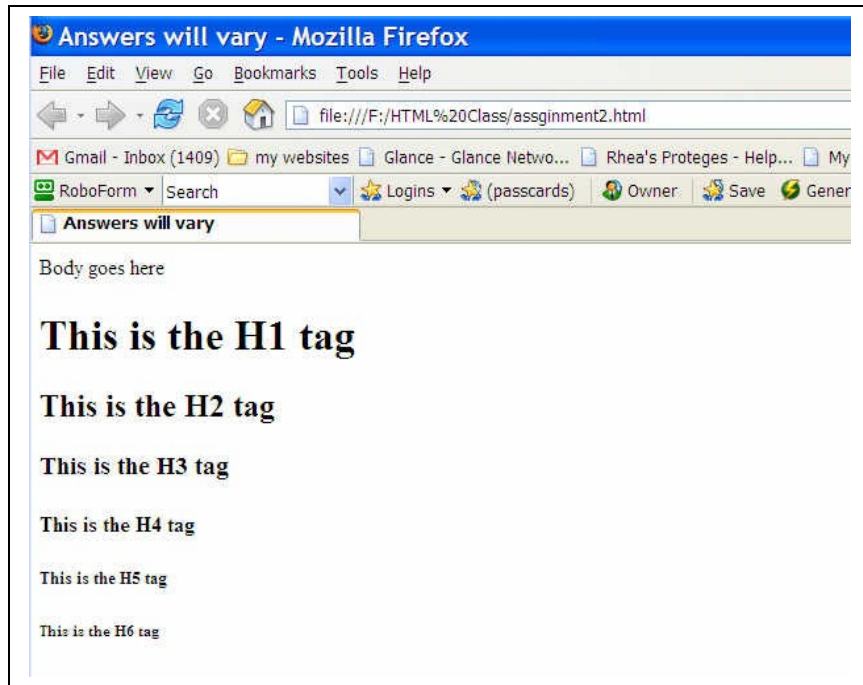 Answers will vary - Mozilla Firefox
File Edit View Go Bookmarks Tools Help
file:///F:/HTML%20Class/assginment2.html
Gmail - Inbox (1409) my websites Glance - Glance Netwo... Rhea's Proteges - Help... My
RoboForm Search Logins (passcards) Owner Save Gener
Answers will vary
Body goes here
This is the H1 tag
This is the H2 tag
This is the H3 tag
This is the H4 tag
This is the H5 tag
This is the H6 tag